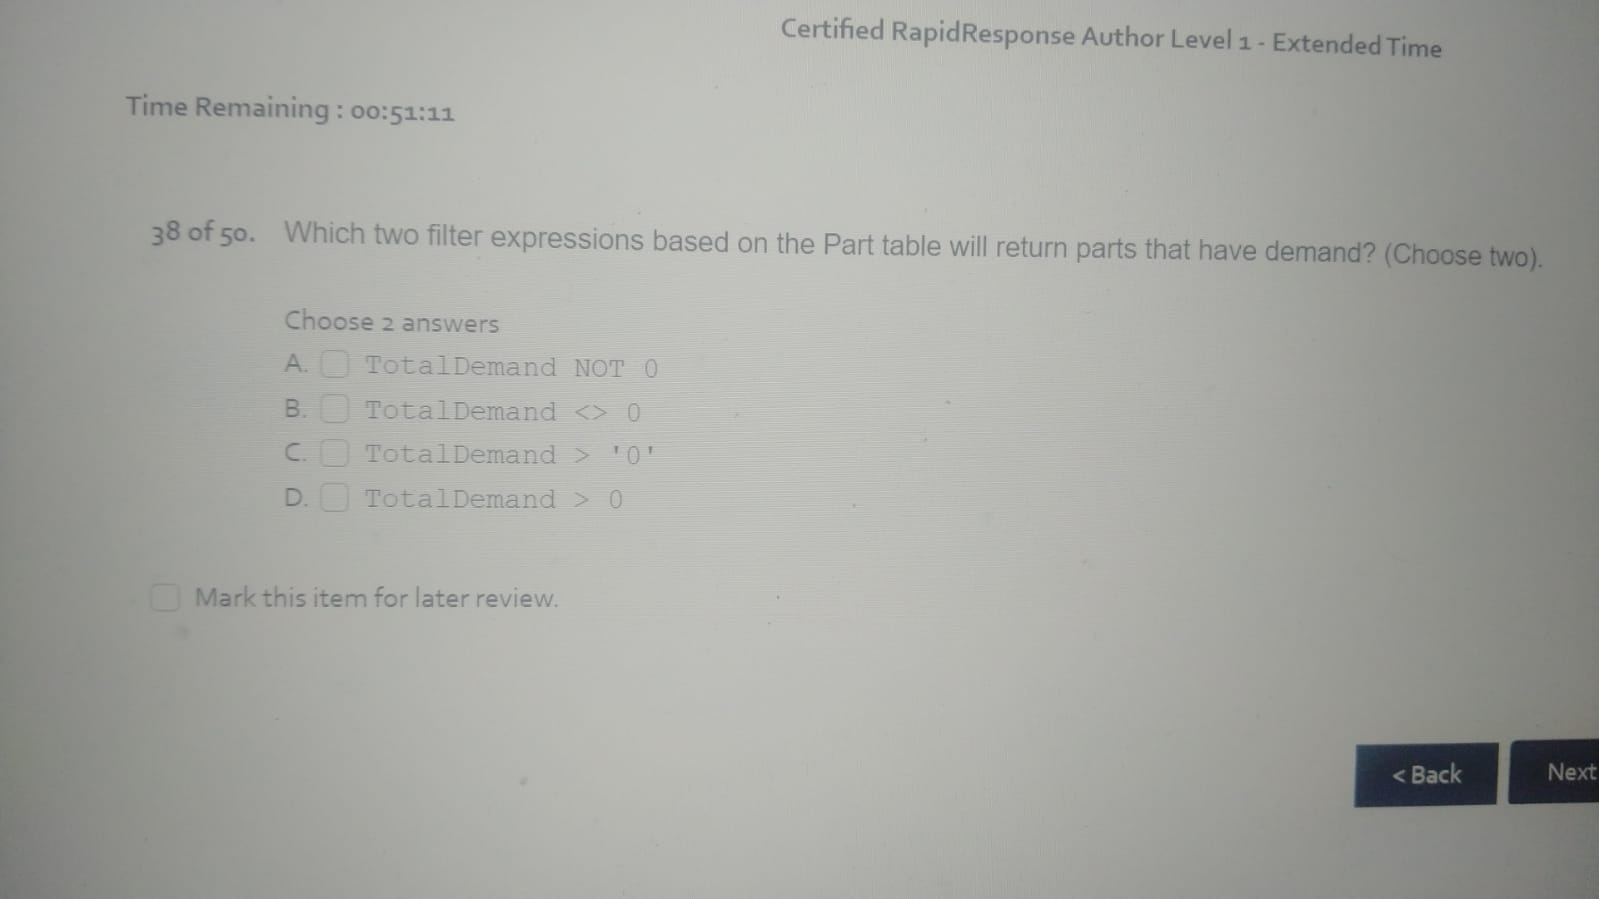 Certified RapidResponse Author Level 1 - Extended Time
Time Remaining : 00:51:11
38 of 50. Which two filter expressions based on the Part table will return parts that have demand? (Choose two).
Choose 2 answers
A. TotalDemand NOT 0
B. TotalDemand <> 0
C. TotalDemand > '0'
D. TotalDemand > 0
Mark this item for later review.
< Back
Next